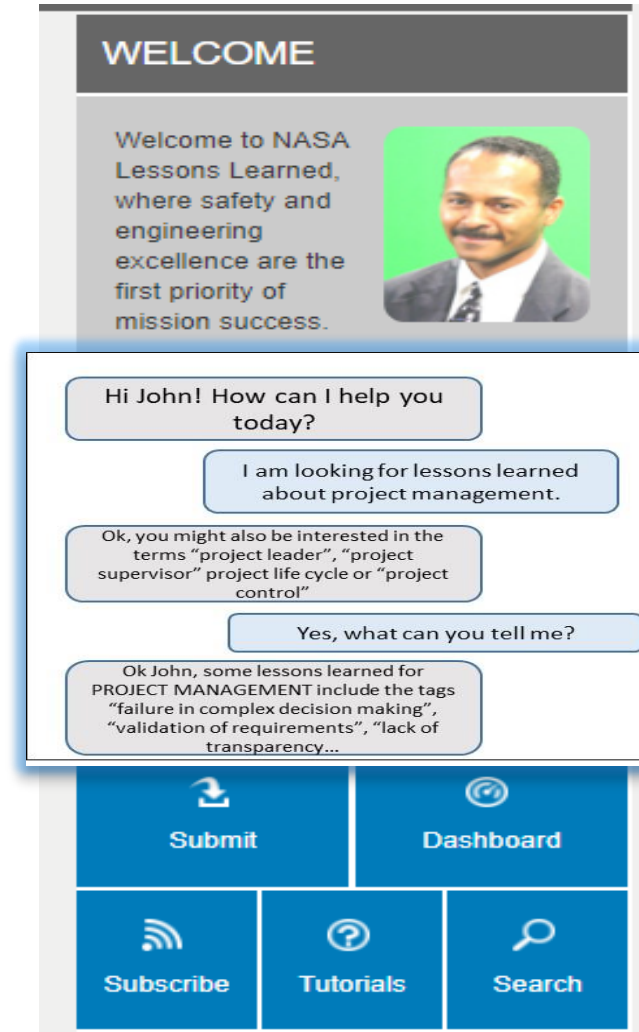 WELCOME
Welcome to NASA
Lessons Learned,
where safety and
engineering
excellence are the
first priority of
mission success.
Hi John! How can I help you
today?
I am looking for lessons learned
about project management.
Ok, you might also be interested in the
terms “project leader”, “project
supervisor” project life cycle or “project
control”
Yes, what can you tell me?
Ok John, some lessons learned for
PROJECT MANAGEMENT include the tags
“failure in complex decision making”,
“validation of requirements”, “lack of
transparency...
Submit
Dashboard
Subscribe
Tutorials
Search